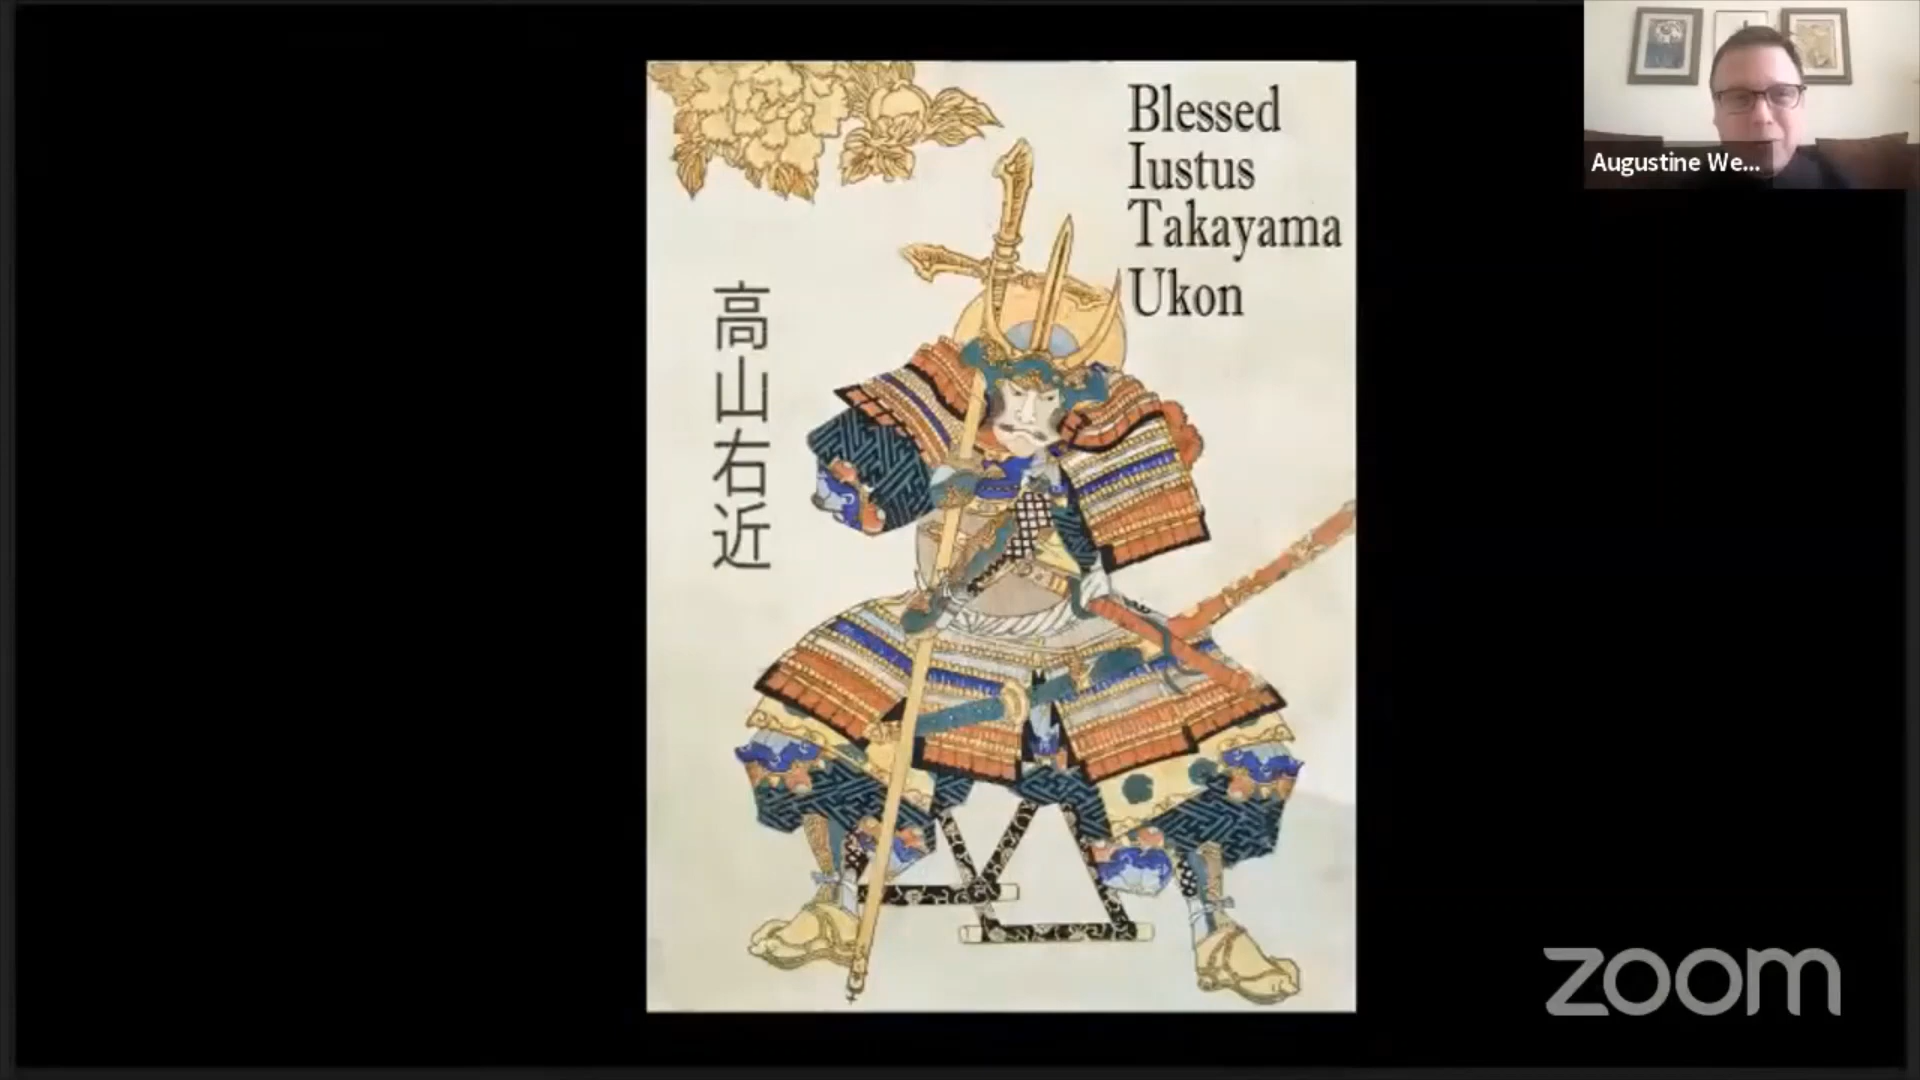 Blessed
Iustus
Takayama
Ukon
高山右近
Augustine We...
zoom